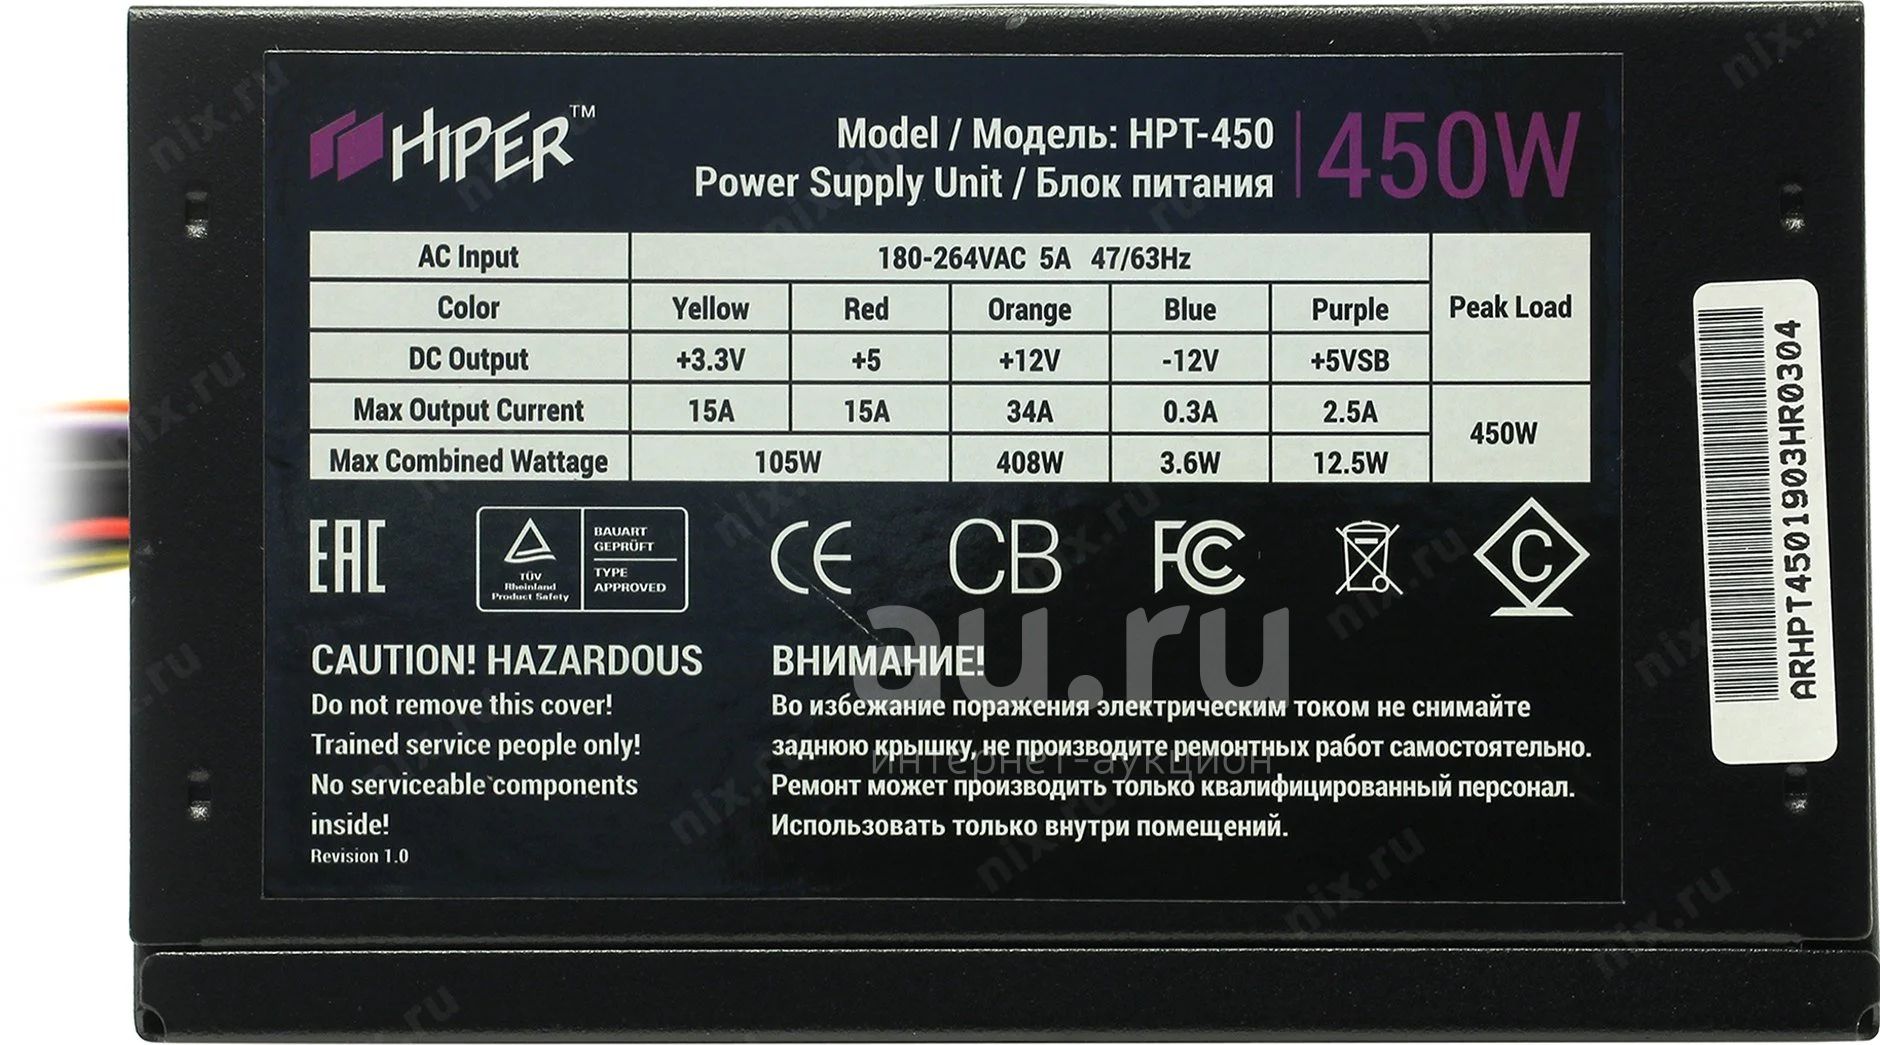 HIPER™
Model / Модель: HPT-450
Power Supply Unit / Блок питания
450W
AC Input 180-264VAC 5A 47/63Hz Peak Load
Color Yellow Red Orange Blue Purple
DC Output +3.3V +5 +12V -12V +5VSB
Max Output Current 15A 15A 34A 0.3A 2.5A 450W
Max Combined Wattage 105W 408W 3.6W 12.5W
EAC
TÜV
Rheinland
Product Safety
BAUART
GEPRÜFT
TYPE
APPROVED
CE
CB
FC
C
CAUTION! HAZARDOUS
Do not remove this cover!
Trained service people only!
No serviceable components
inside!
Revision 1.0
ВНИМАНИЕ!
Во избежание поражения электрическим током не снимайте
заднюю крышку, не производите ремонтных работ самостоятельно.
Ремонт может производить только квалифицированный персонал.
Использовать только внутри помещений.
ARHPT4501903HR0304
au.ru
интернет-аукцион
nix.ru